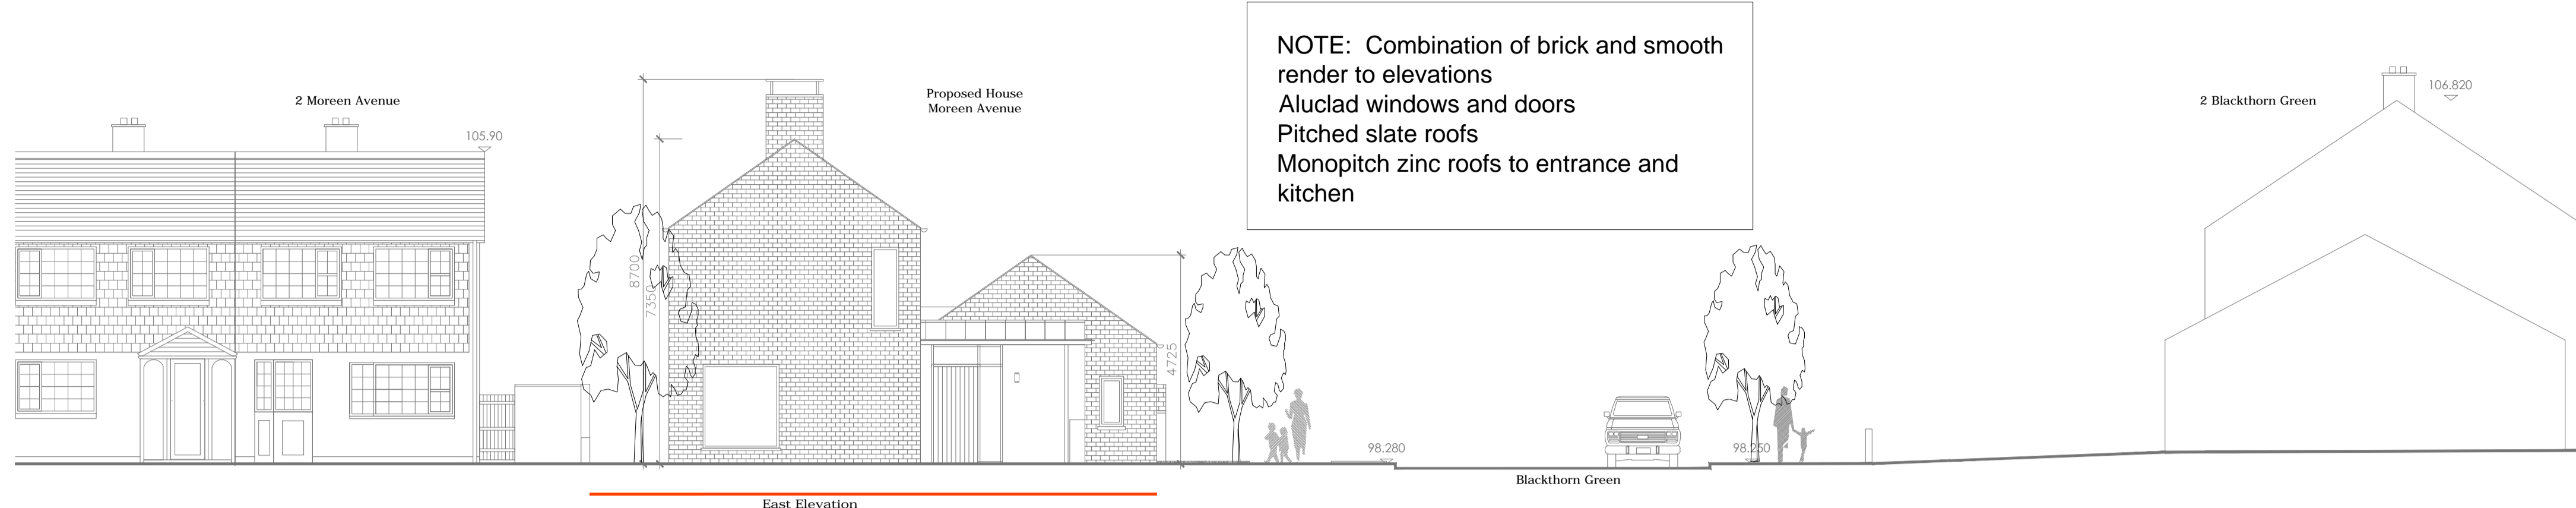 2 Moreen Avenue
105.90
8700
7350
Proposed House
Moreen Avenue
4725
NOTE: Combination of brick and smooth
render to elevations
Aluclad windows and doors
Pitched slate roofs
Monopitch zinc roofs to entrance and
kitchen
2 Blackthorn Green
106.820
98.280
98.260
Blackthorn Green
East Elevation